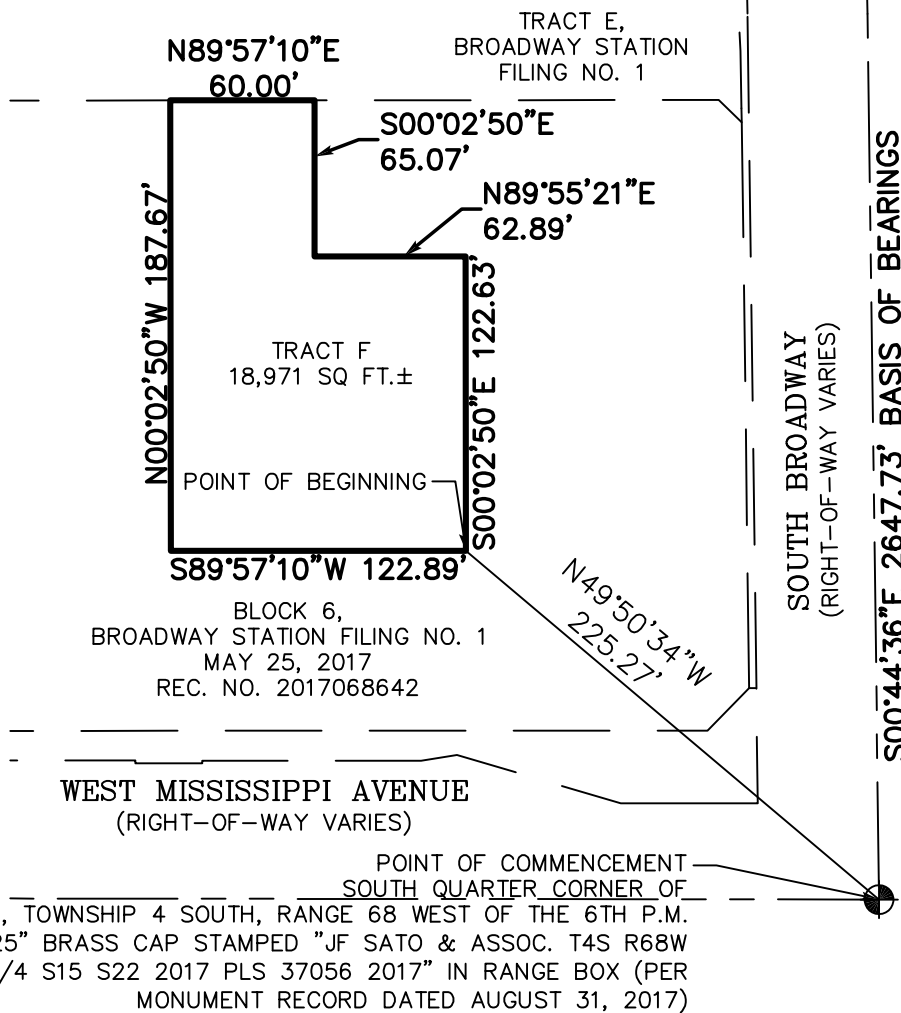 TRACT E,
BROADWAY STATION
FILING NO. 1
N89°57'10"E
60.00'
S00°02'50"E
65.07'
N89°55'21"E
62.89'
N00°02'50"W 187.67'
S00°02'50"E 122.63'
TRACT F
18,971 SQ FT.±
POINT OF BEGINNING
S89°57'10"W 122.89'
BLOCK 6,
BROADWAY STATION FILING NO. 1
MAY 25, 2017
REC. NO. 2017068642
N49°50'34"W
225.27'
SOUTH BROADWAY
(RIGHT-OF-WAY VARIES)
S00°44'36"E 2647.73' BASIS OF BEARINGS
WEST MISSISSIPPI AVENUE
(RIGHT-OF-WAY VARIES)
POINT OF COMMENCEMENT
SOUTH QUARTER CORNER OF
, TOWNSHIP 4 SOUTH, RANGE 68 WEST OF THE 6TH P.M.
25" BRASS CAP STAMPED "JF SATO & ASSOC. T4S R68W
/4 S15 S22 2017 PLS 37056 2017" IN RANGE BOX (PER
MONUMENT RECORD DATED AUGUST 31, 2017)